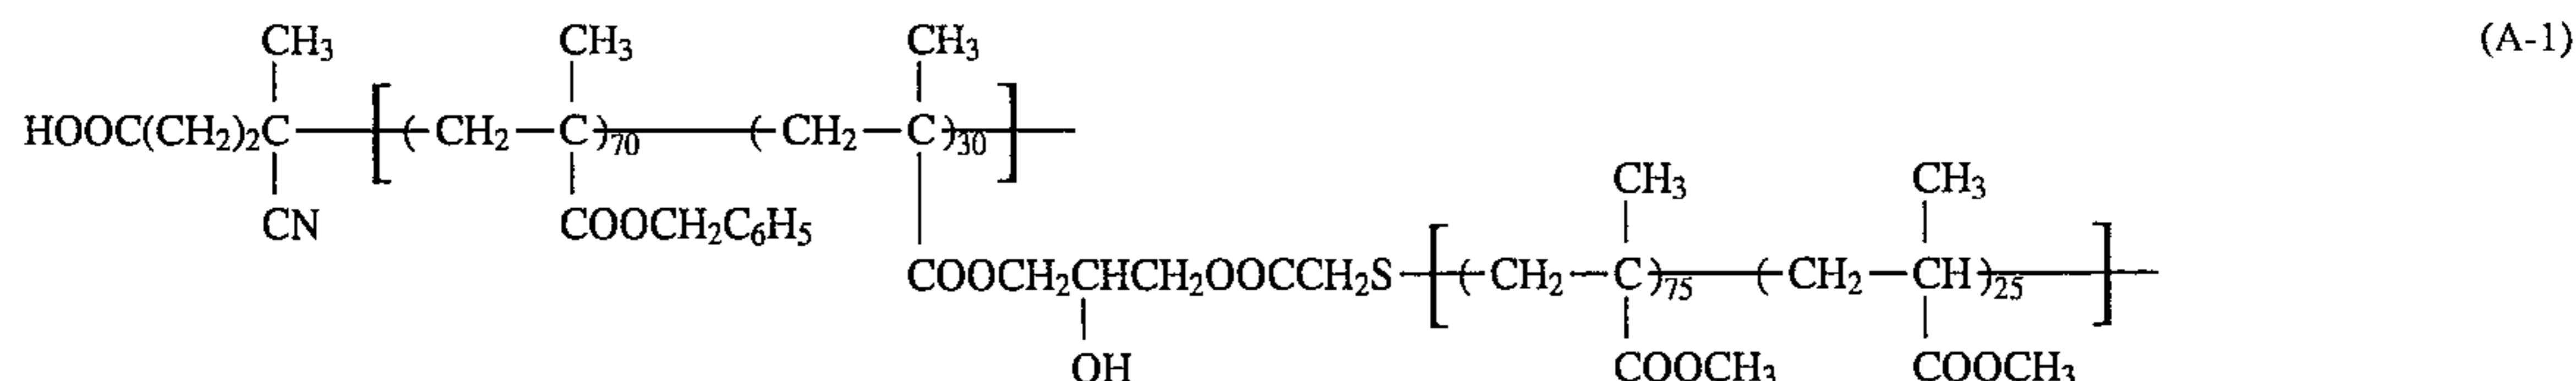 CH₃ CH₃ CH₃ (A-1)
HOOC(CH₂)₂C—[(CH₂—C)₇₀—(CH₂—C)₃₀]—
CH₃ CH₃
CN COOCH₂C₆H₅
COOCH₂CHCH₂OOCCH₂S—[(CH₂—C)₇₅—(CH₂—CH)₂₅]—
OH COOCH₃ COOCH₃